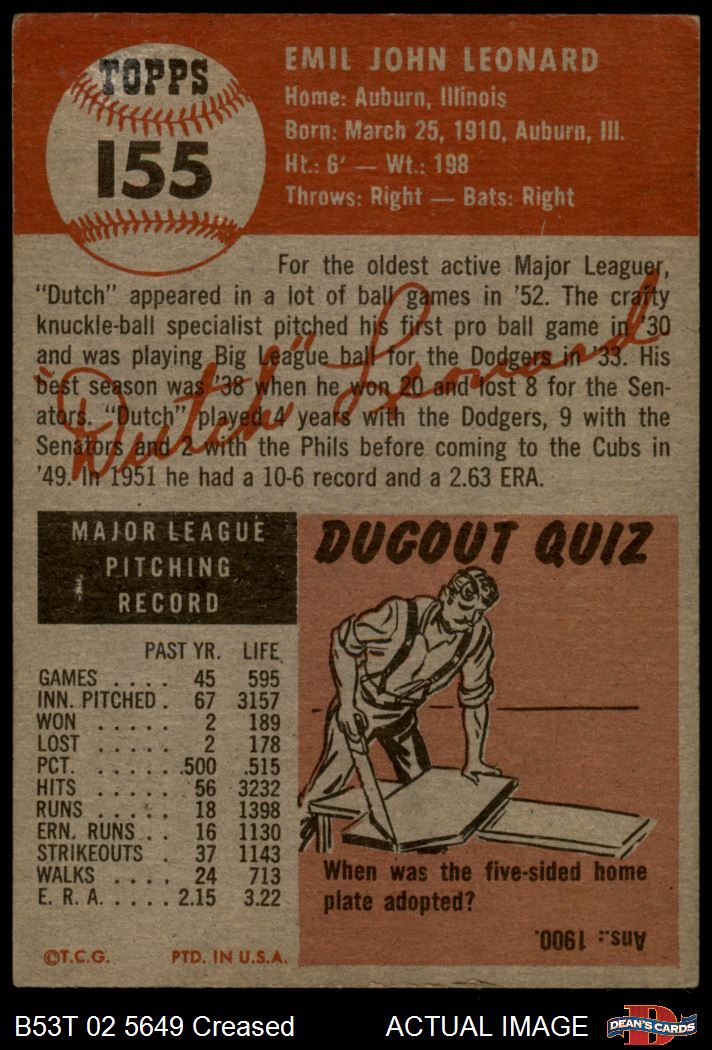 TOPPS
155
EMIL JOHN LEONARD
Home: Auburn, Illinois
Born: March 25, 1910, Auburn, Ill.
Ht.: 6' — Wt.: 198
Throws: Right — Bats: Right
For the oldest active Major Leaguer,
"Dutch" appeared in a lot of ball games in '52. The crafty
knuckle-ball specialist pitched his first pro ball game in '30
and was playing Big League ball for the Dodgers in '33. His
best season was '38 when he won 20 and lost 8 for the Sen-
ators. "Dutch" played 4 years with the Dodgers, 9 with the
Senators and 2 with the Phils before coming to the Cubs in
'49. In 1951 he had a 10-6 record and a 2.63 ERA.
"Dutch" Leonard
MAJOR LEAGUE
PITCHING
RECORD
PAST YR. LIFE
GAMES . . . . 45 595
INN. PITCHED . 67 3157
WON . . . . . 2 189
LOST . . . . . 2 178
PCT. . . . . . .500 .515
HITS . . . . . . 56 3232
RUNS . . . . . 18 1398
ERN. RUNS . . 16 1130
STRIKEOUTS . 37 1143
WALKS . . . . 24 713
E. R. A. . . . . 2.15 3.22
©T.C.G. PTD. IN U.S.A.
DUGOUT QUIZ
When was the five-sided home
plate adopted?
Ans.: 1900.
B53T 02 5649 Creased ACTUAL IMAGE
DEAN'S CARDS